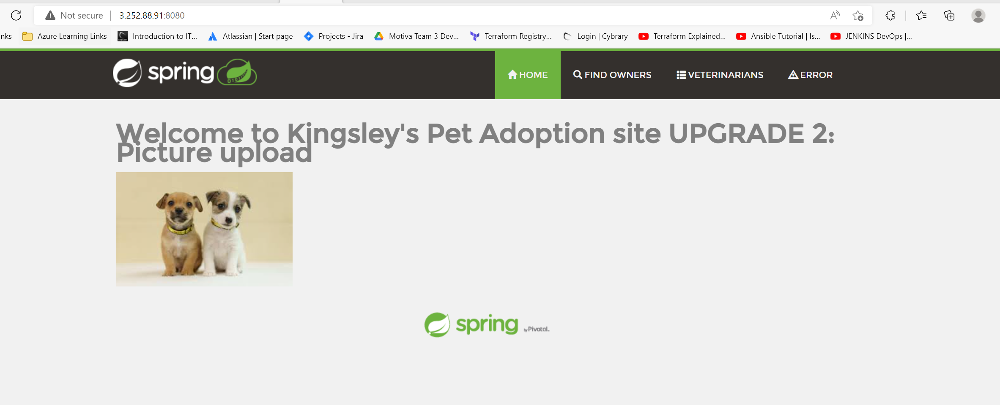 Not secure | 3.252.88.91:8080
nks Azure Learning Links Introduction to IT... Atlassian | Start page Projects - Jira Motiva Team 3 Dev... Terraform Registry... Login | Cybrary Terraform Explained... Ansible Tutorial | Is... JENKINS DevOps |...
spring HOME FIND OWNERS VETERINARIANS ERROR
Welcome to Kingsley's Pet Adoption site UPGRADE 2:
Picture upload
spring by Pivotal